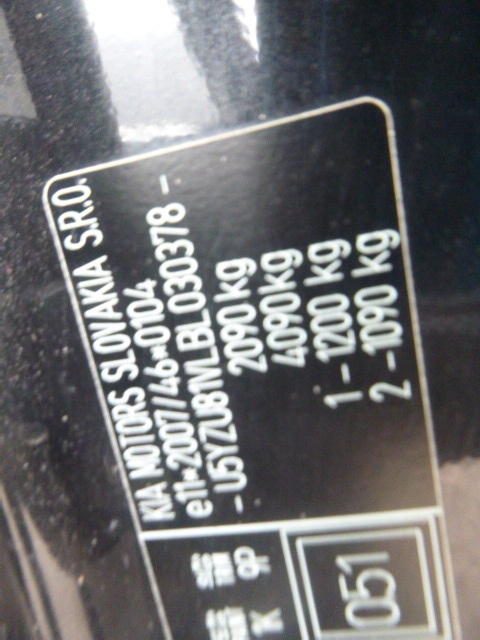 KIA MOTORS SLOVAKIA S.R.O.
e11*2007/46*0104
- U5YZU81VLBL030378 -
2090 kg
4090 kg
1 - 1200 kg
2 - 1090 kg
051